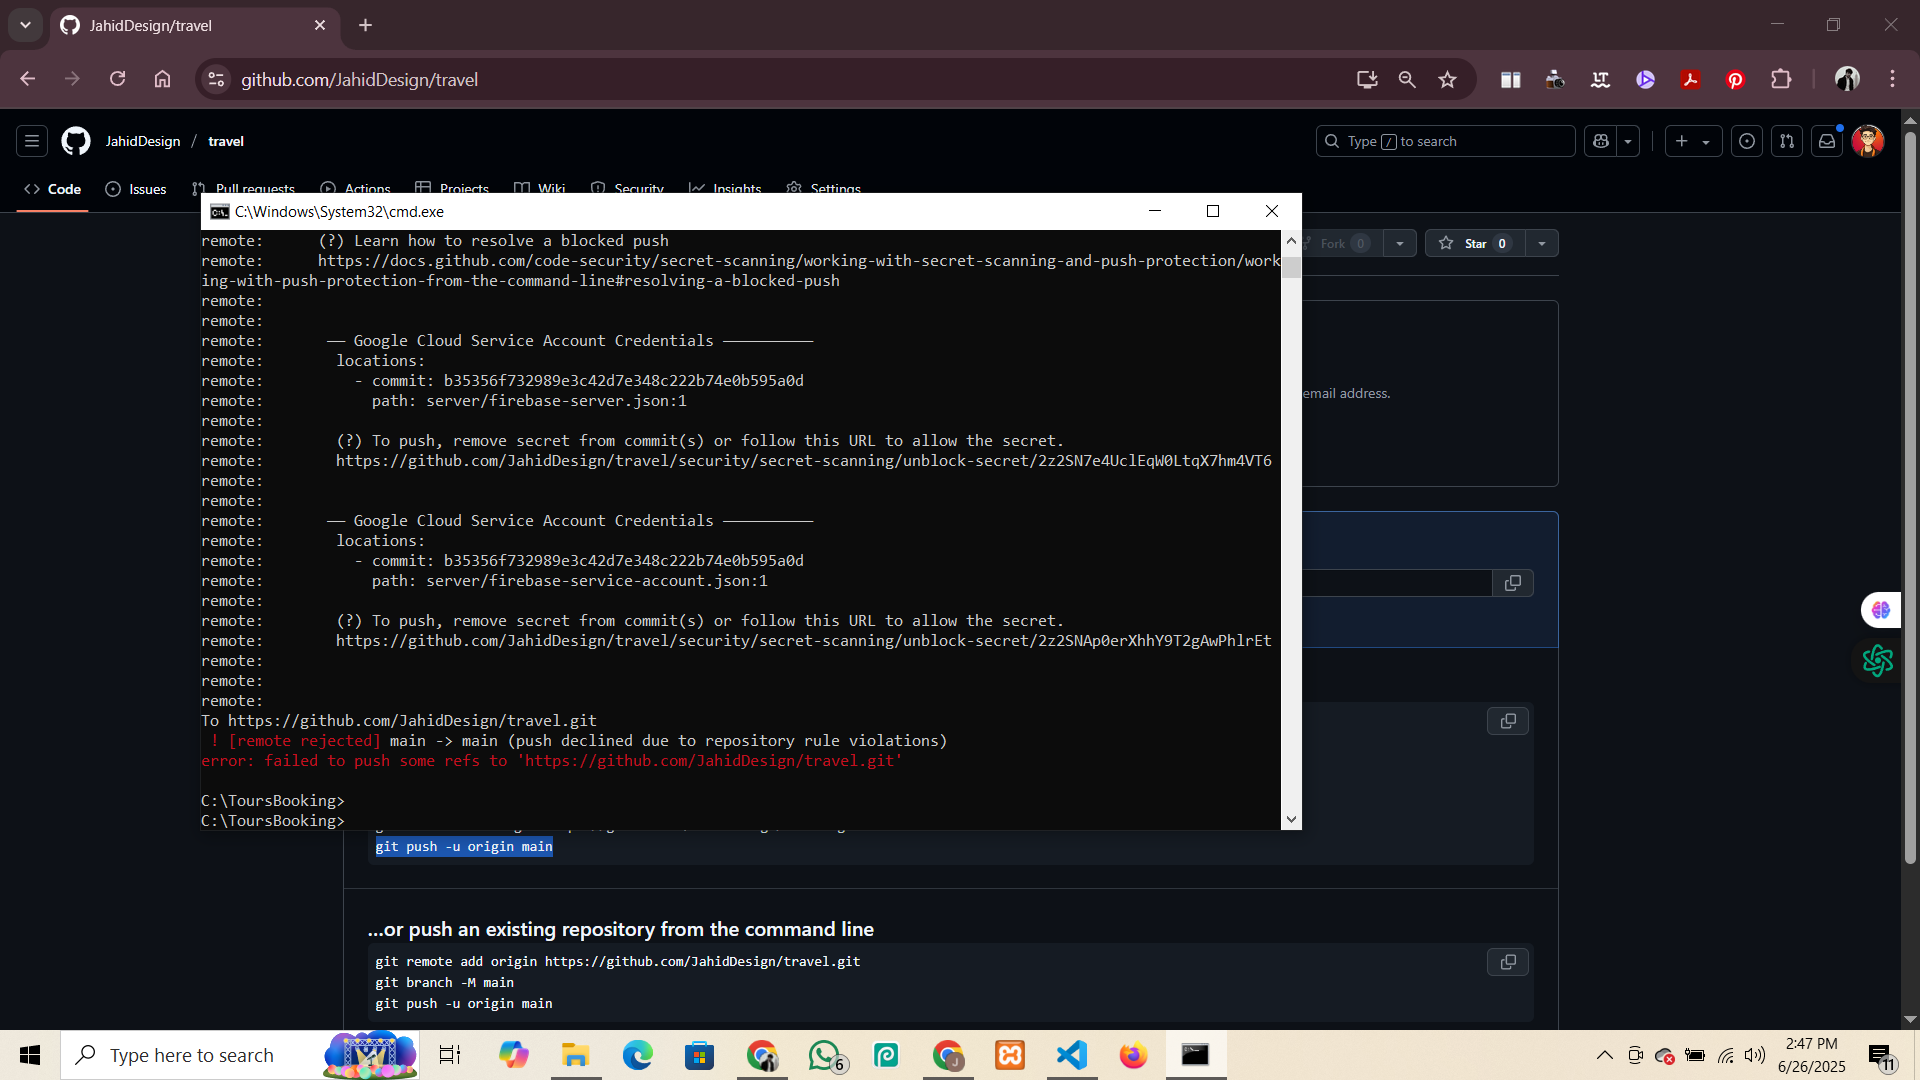 JahidDesign/travel
github.com/JahidDesign/travel
JahidDesign / travel
Type / to search
Code
Issues
Pull requests
Actions
Projects
Wiki
Security
Insights
Settings
C:\Windows\System32\cmd.exe
Fork 0
Star 0
remote:      (?) Learn how to resolve a blocked push
remote:      https://docs.github.com/code-security/secret-scanning/working-with-secret-scanning-and-push-protection/work
ing-with-push-protection-from-the-command-line#resolving-a-blocked-push
remote:
remote:
remote:       —— Google Cloud Service Account Credentials ——————————
remote:        locations:
remote:          - commit: b35356f732989e3c42d7e348c222b74e0b595a0d
remote:            path: server/firebase-server.json:1
remote:
remote:        (?) To push, remove secret from commit(s) or follow this URL to allow the secret.
remote:        https://github.com/JahidDesign/travel/security/secret-scanning/unblock-secret/2z2SN7e4UclEqW0LtqX7hm4VT6
remote:
remote:
remote:       —— Google Cloud Service Account Credentials ——————————
remote:        locations:
remote:          - commit: b35356f732989e3c42d7e348c222b74e0b595a0d
remote:            path: server/firebase-service-account.json:1
remote:
remote:        (?) To push, remove secret from commit(s) or follow this URL to allow the secret.
remote:        https://github.com/JahidDesign/travel/security/secret-scanning/unblock-secret/2z2SNAp0erXhhY9T2gAwPhlrEt
remote:
remote:
remote:
To https://github.com/JahidDesign/travel.git
 ! [remote rejected] main -> main (push declined due to repository rule violations)
error: failed to push some refs to 'https://github.com/JahidDesign/travel.git'
C:\ToursBooking>
C:\ToursBooking>
email address.
git push -u origin main
…or push an existing repository from the command line
git remote add origin https://github.com/JahidDesign/travel.git
git branch -M main
git push -u origin main
Type here to search
6
2:47 PM
6/26/2025
11